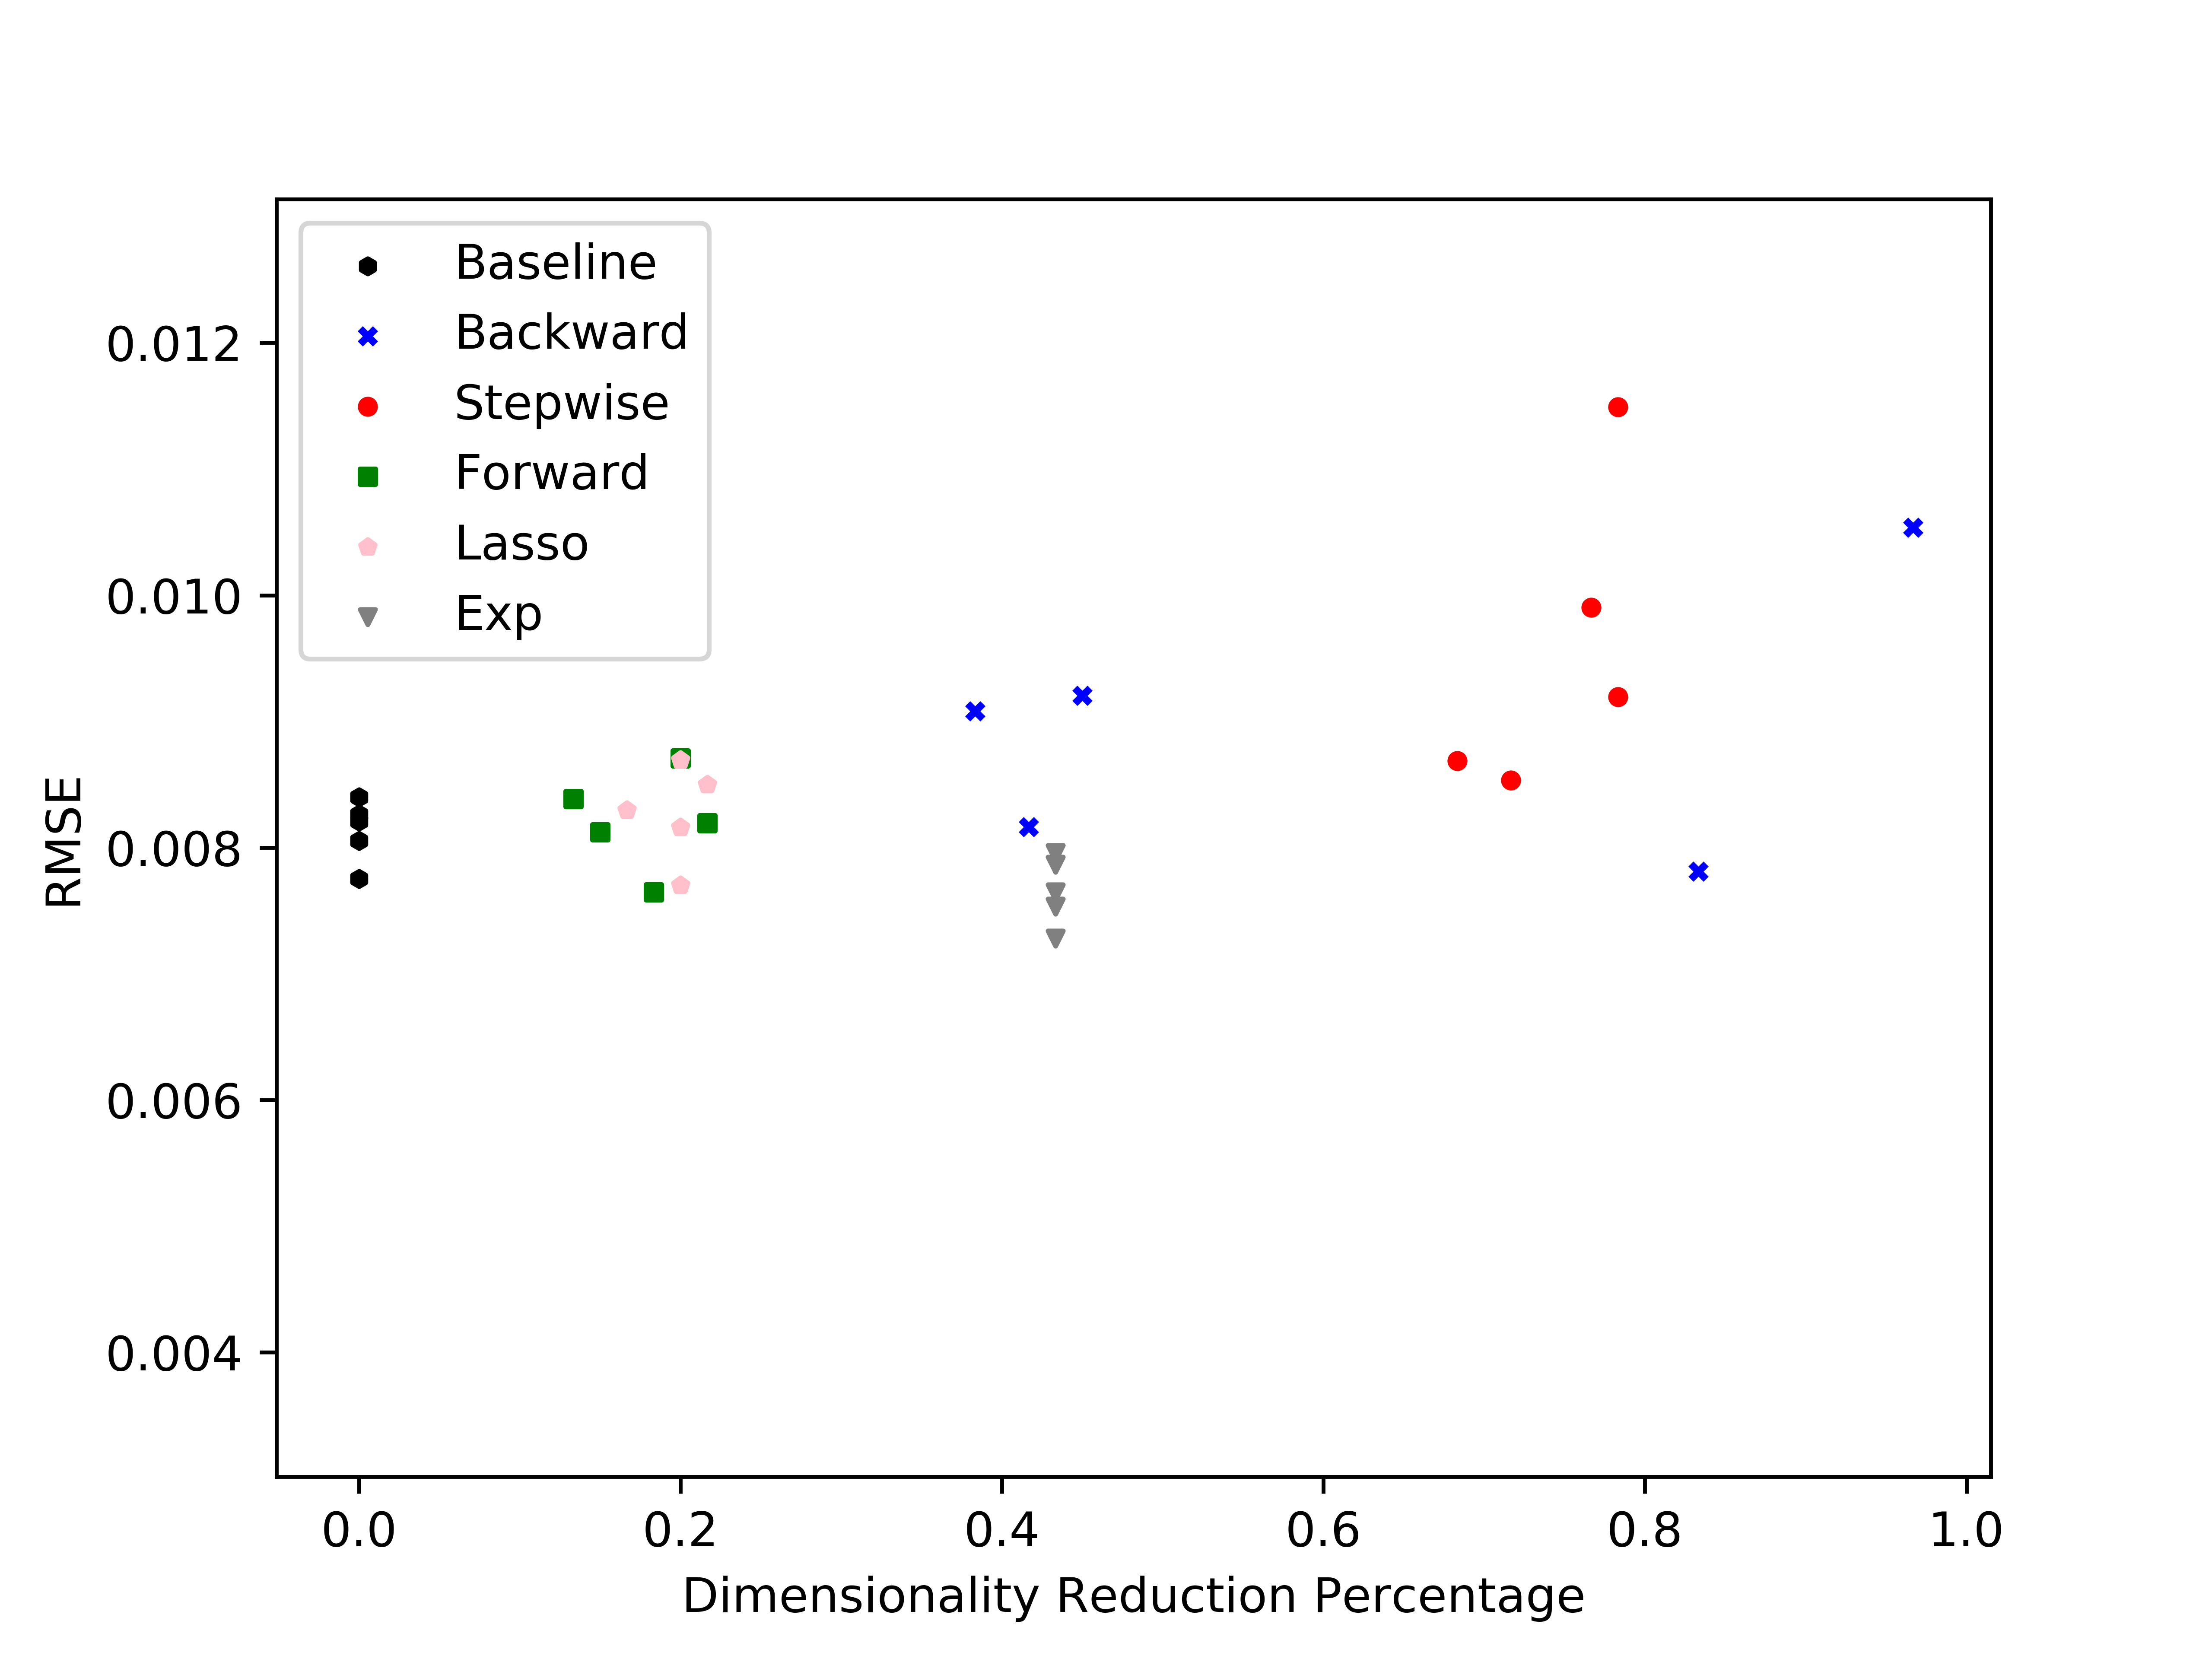 Baseline
Backward
Stepwise
Forward
Lasso
Exp
0.012
0.010
0.008
0.006
0.004
RMSE
0.0 0.2 0.4 0.6 0.8 1.0
Dimensionality Reduction Percentage